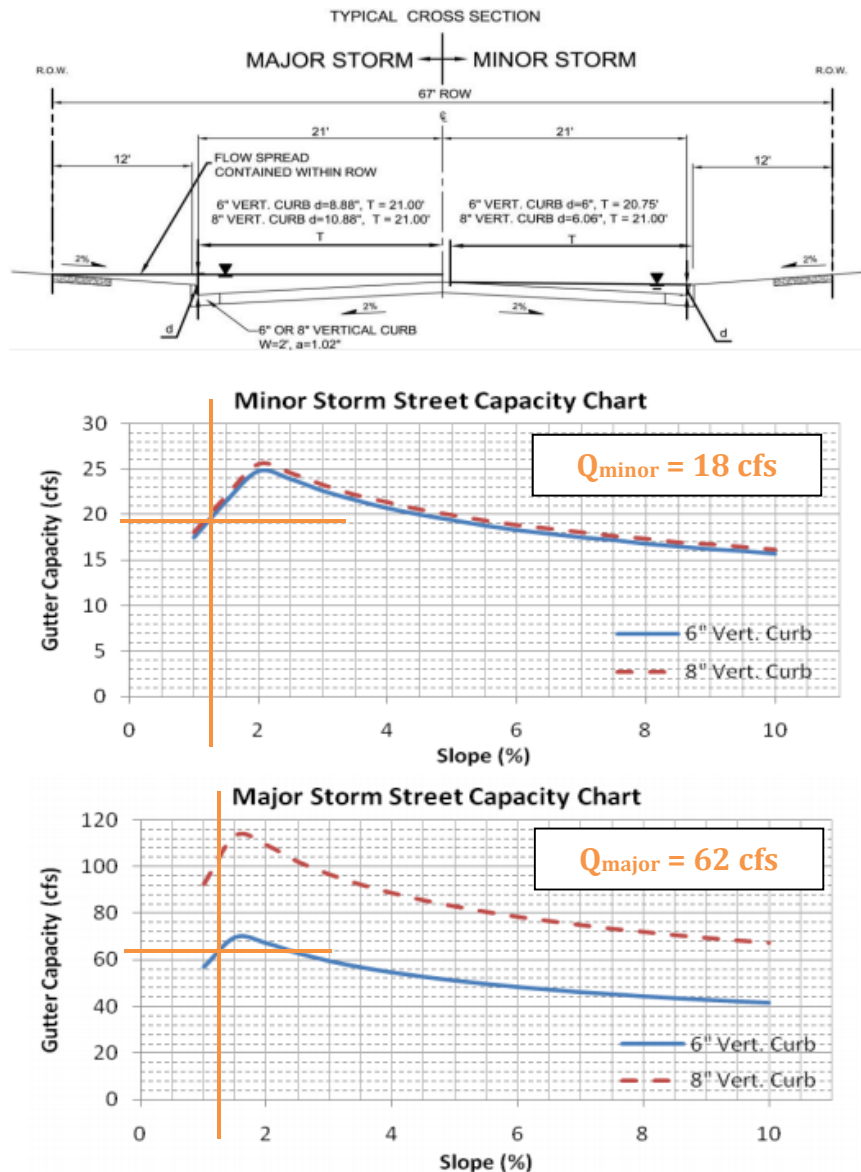 TYPICAL CROSS SECTION
MAJOR STORM
MINOR STORM
R.O.W.
R.O.W.
67' ROW
℄
21'
21'
12'
12'
FLOW SPREAD
CONTAINED WITHIN ROW
6" VERT. CURB d=8.88", T = 21.00'
8" VERT. CURB d=10.88", T = 21.00'
6" VERT. CURB d=6", T = 20.75'
8" VERT. CURB d=6.06", T = 21.00'
T
T
2%
2%
d
2%
2%
d
6" OR 8" VERTICAL CURB
W=2', a=1.02"
Minor Storm Street Capacity Chart
Qminor = 18 cfs
Gutter Capacity (cfs)
30
25
20
15
10
5
0
6" Vert. Curb
8" Vert. Curb
0 2 4 6 8 10
Slope (%)
Major Storm Street Capacity Chart
Qmajor = 62 cfs
Gutter Capacity (cfs)
120
100
80
60
40
20
0
6" Vert. Curb
8" Vert. Curb
0 2 4 6 8 10
Slope (%)